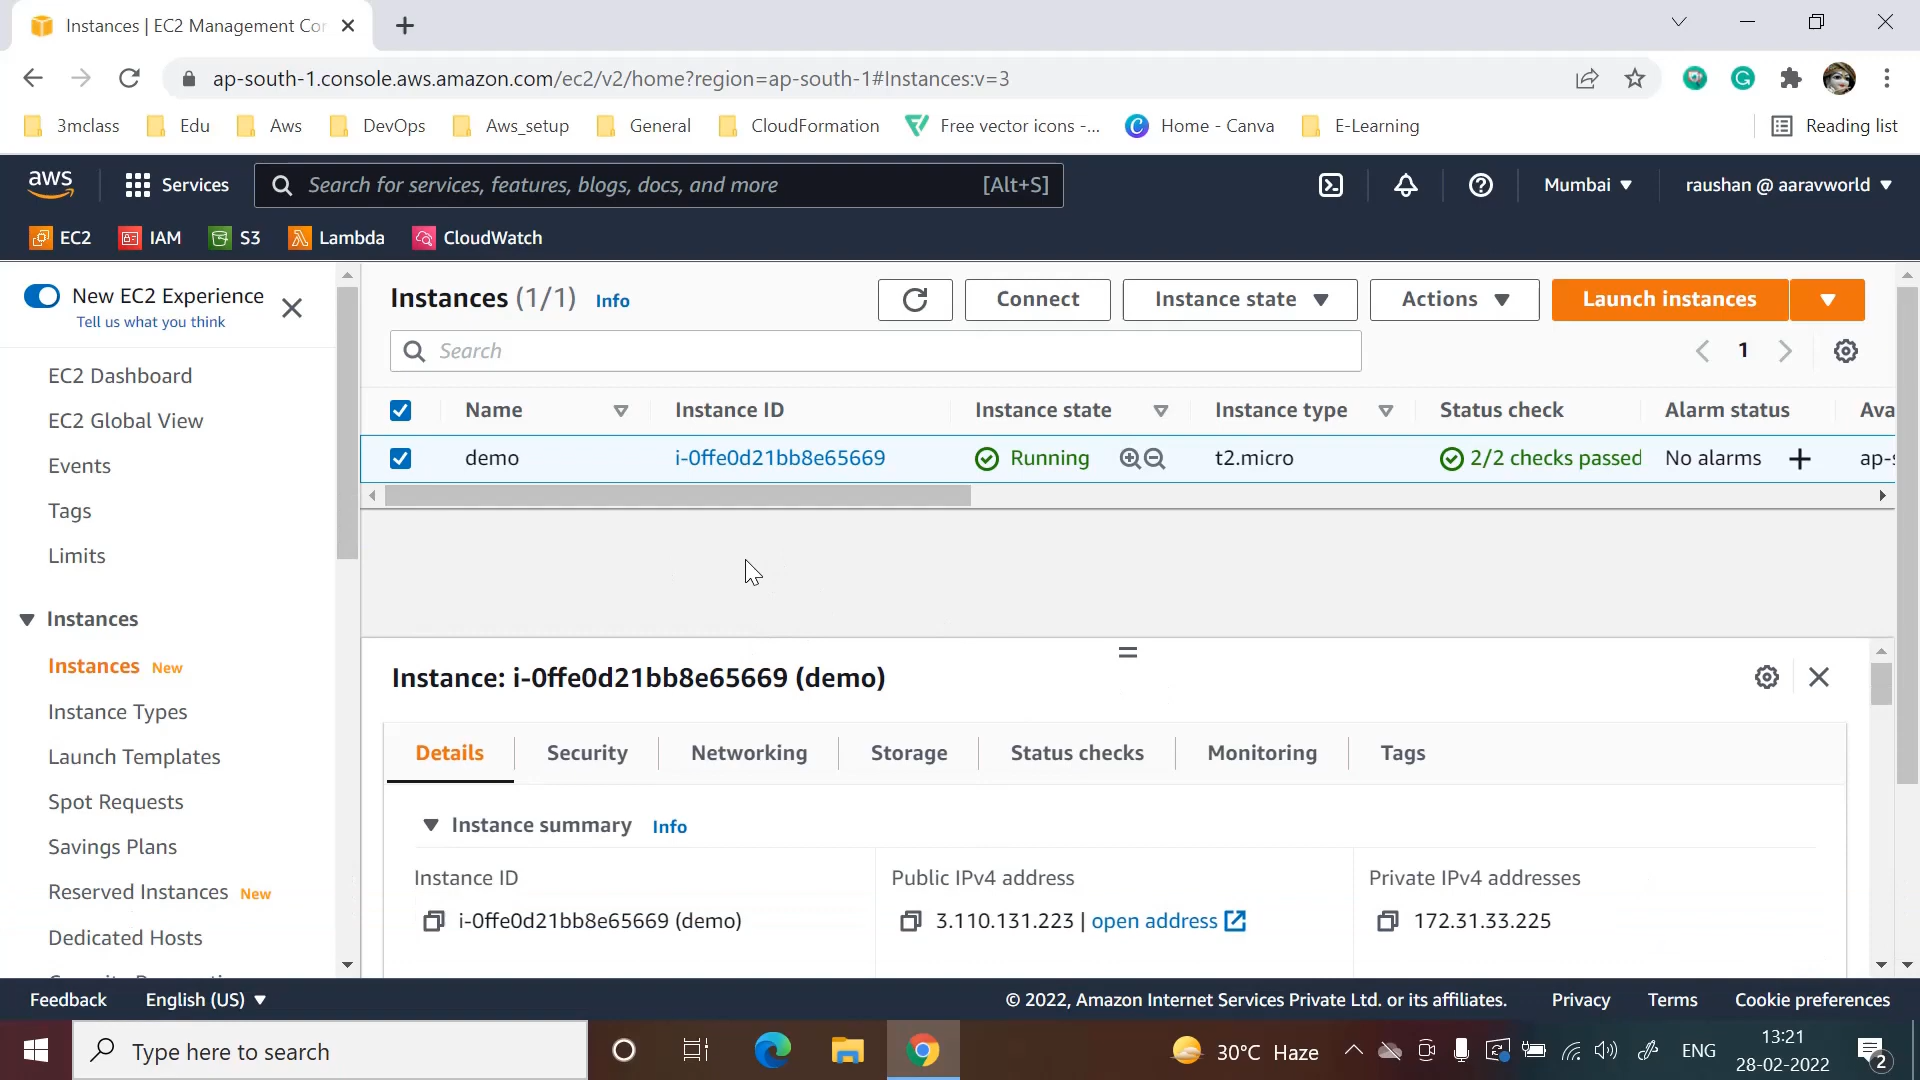 Instances | EC2 Management Cor
ap-south-1.console.aws.amazon.com/ec2/v2/home?region=ap-south-1#Instances:v=3
3mclass Edu Aws DevOps Aws_setup General CloudFormation Free vector icons -... Home - Canva E-Learning Reading list
aws Services Search for services, features, blogs, docs, and more [Alt+S] Mumbai raushan @ aaravworld
EC2 IAM S3 Lambda CloudWatch
New EC2 Experience
Tell us what you think
EC2 Dashboard
EC2 Global View
Events
Tags
Limits
Instances
Instances New
Instance Types
Launch Templates
Spot Requests
Savings Plans
Reserved Instances New
Dedicated Hosts
Instances (1/1) Info Connect Instance state Actions Launch instances
Search 1
Name Instance ID Instance state Instance type Status check Alarm status Ava
demo i-0ffe0d21bb8e65669 Running t2.micro 2/2 checks passed No alarms ap-s
Instance: i-0ffe0d21bb8e65669 (demo)
Details Security Networking Storage Status checks Monitoring Tags
Instance summary Info
Instance ID Public IPv4 address Private IPv4 addresses
i-0ffe0d21bb8e65669 (demo) 3.110.131.223 | open address 172.31.33.225
Feedback English (US) © 2022, Amazon Internet Services Private Ltd. or its affiliates. Privacy Terms Cookie preferences
Type here to search 30°C Haze ENG 13:21
28-02-2022 2